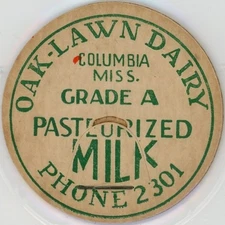 OAK-LAWN DAIRY
COLUMBIA
MISS.
GRADE A
PASTEURIZED
MILK
PHONE 2301